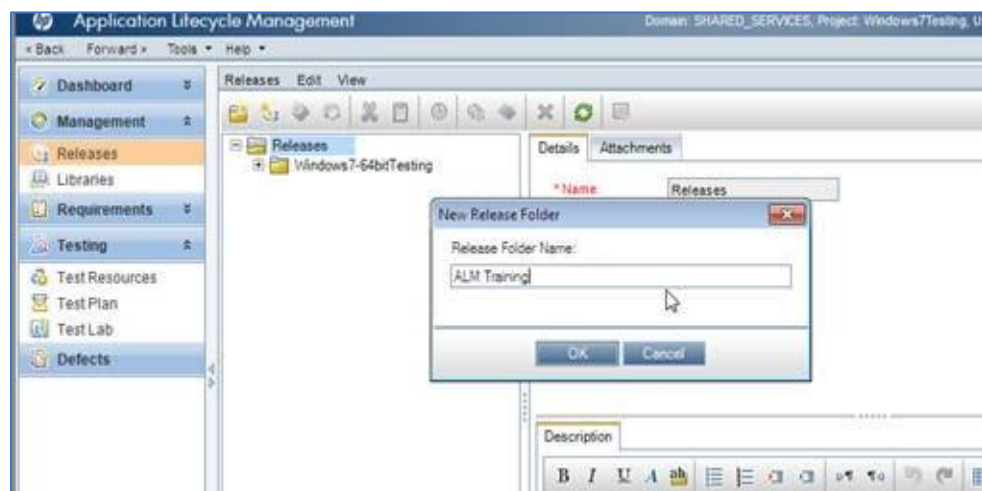 hp Application Lifecycle Management Domain: SHARED_SERVICES, Project: Windows7Testing, U
< Back Forward > Tools Help
Dashboard
Management
Releases
Libraries
Requirements
Testing
Test Resources
Test Plan
Test Lab
Defects
Releases Edit View
Releases
Windows7-64bitTesting
Details Attachments
*Name Releases
New Release Folder
Release Folder Name:
ALM Training
OK Cancel
Description
B I U A ab